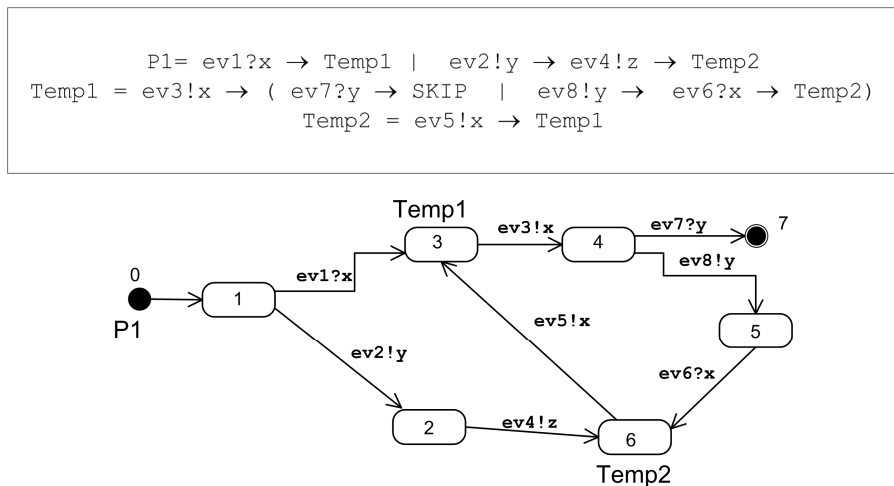 P1= ev1?x → Temp1 | ev2!y → ev4!z → Temp2
Temp1 = ev3!x → ( ev7?y → SKIP | ev8!y → ev6?x → Temp2)
Temp2 = ev5!x → Temp1
Temp1
7
3
ev3!x
4
ev7?y
ev8!y
0
ev1?x
1
P1
ev5!x
5
ev2!y
ev6?x
2
ev4!z
6
Temp2